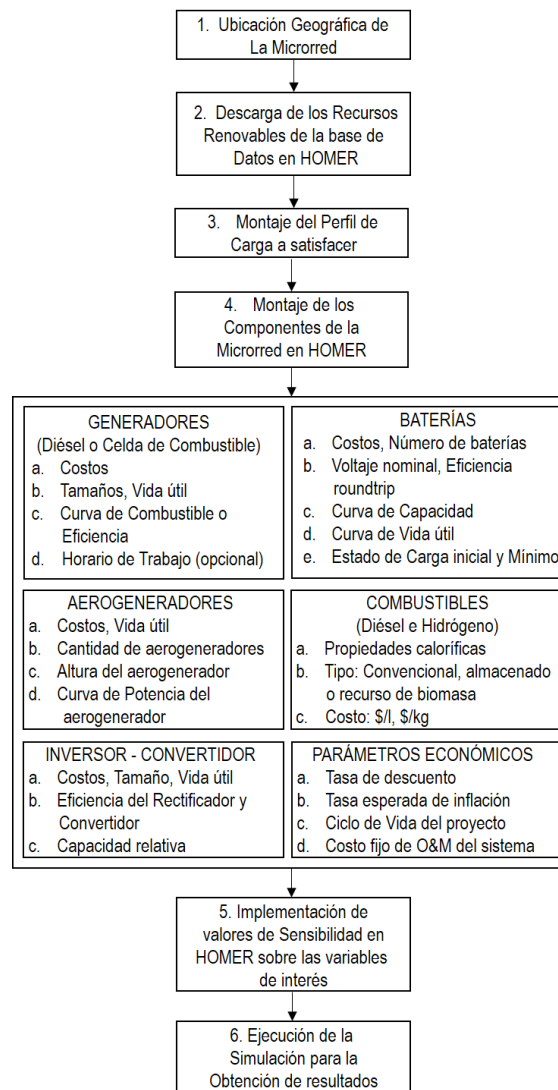 1. Ubicación Geográfica de
La Microrred
2. Descarga de los Recursos
Renovables de la base de
Datos en HOMER
3. Montaje del Perfil de
Carga a satisfacer
4. Montaje de los
Componentes de la
Microrred en HOMER
GENERADORES
(Diésel o Celda de Combustible)
a. Costos
b. Tamaños, Vida útil
c. Curva de Combustible o
Eficiencia
d. Horario de Trabajo (opcional)
BATERÍAS
a. Costos, Número de baterías
b. Voltaje nominal, Eficiencia
roundtrip
c. Curva de Capacidad
d. Curva de Vida útil
e. Estado de Carga inicial y Mínimo
AEROGENERADORES
a. Costos, Vida útil
b. Cantidad de aerogeneradores
c. Altura del aerogenerador
d. Curva de Potencia del
aerogenerador
COMBUSTIBLES
(Diésel e Hidrógeno)
a. Propiedades caloríficas
b. Tipo: Convencional, almacenado
o recurso de biomasa
c. Costo: $/l, $/kg
INVERSOR - CONVERTIDOR
a. Costos, Tamaño, Vida útil
b. Eficiencia del Rectificador y
Convertidor
c. Capacidad relativa
PARÁMETROS ECONÓMICOS
a. Tasa de descuento
b. Tasa esperada de inflación
c. Ciclo de Vida del proyecto
d. Costo fijo de O&M del sistema
5. Implementación de
valores de Sensibilidad en
HOMER sobre las variables
de interés
6. Ejecución de la
Simulación para la
Obtención de resultados